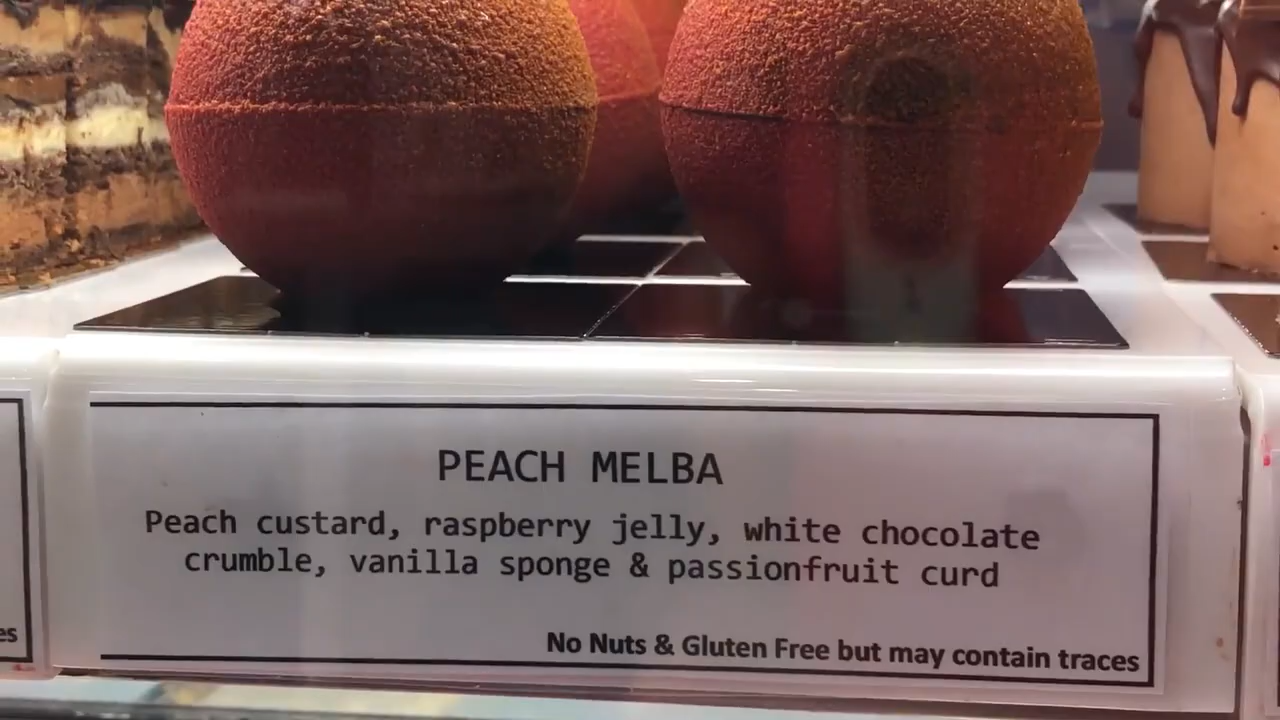 PEACH MELBA
Peach custard, raspberry jelly, white chocolate
crumble, vanilla sponge & passionfruit curd
No Nuts & Gluten Free but may contain traces
es